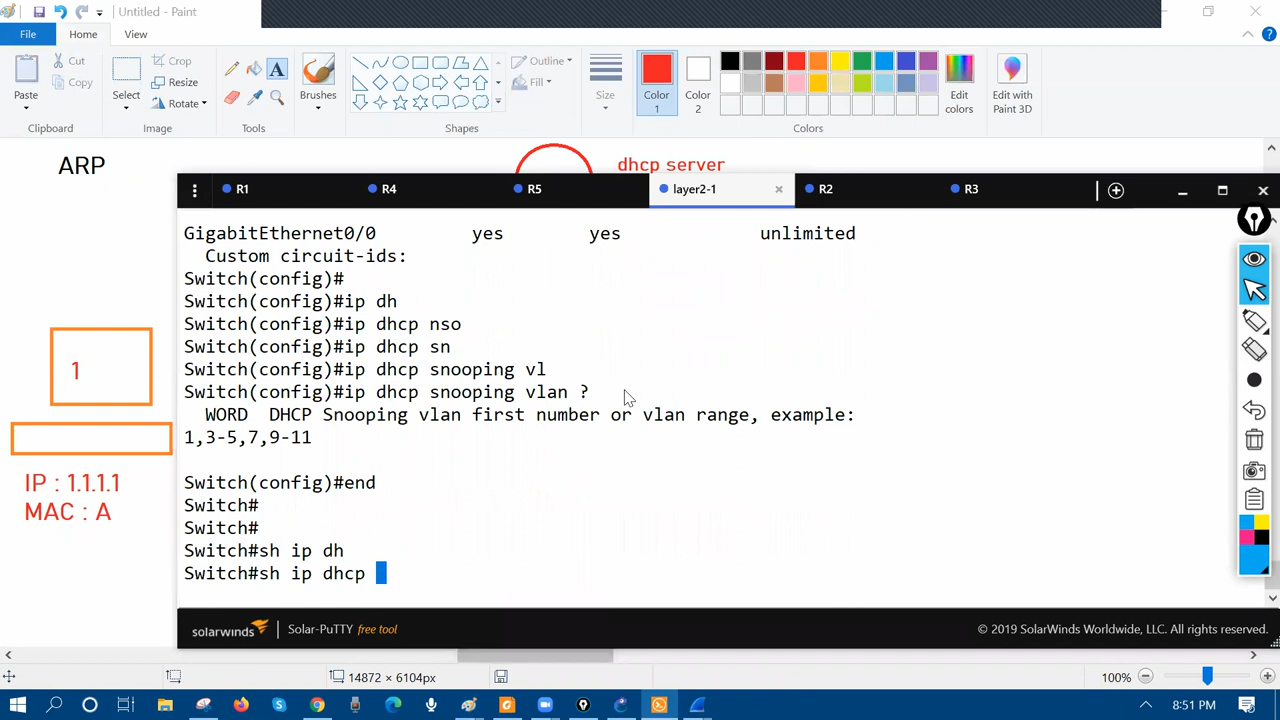 Untitled - Paint
File
Home
View
Paste
Cut
Copy
Clipboard
Select
Crop
Resize
Rotate
Image
A
Tools
Brushes
Outline
Fill
Shapes
Size
Color 1
Color 2
Edit colors
Edit with Paint 3D
Colors
ARP
dhcp server
R1
R4
R5
layer2-1
R2
R3
GigabitEthernet0/0 yes yes unlimited
Custom circuit-ids:
Switch(config)#
Switch(config)#ip dh
Switch(config)#ip dhcp nso
Switch(config)#ip dhcp sn
Switch(config)#ip dhcp snooping vl
Switch(config)#ip dhcp snooping vlan ?
WORD DHCP Snooping vlan first number or vlan range, example:
1,3-5,7,9-11
Switch(config)#end
Switch#
Switch#
Switch#sh ip dh
Switch#sh ip dhcp
1
IP : 1.1.1.1
MAC : A
solarwinds Solar-PuTTY free tool
© 2019 SolarWinds Worldwide, LLC. All rights reserved.
14872 × 6104px
100%
8:51 PM